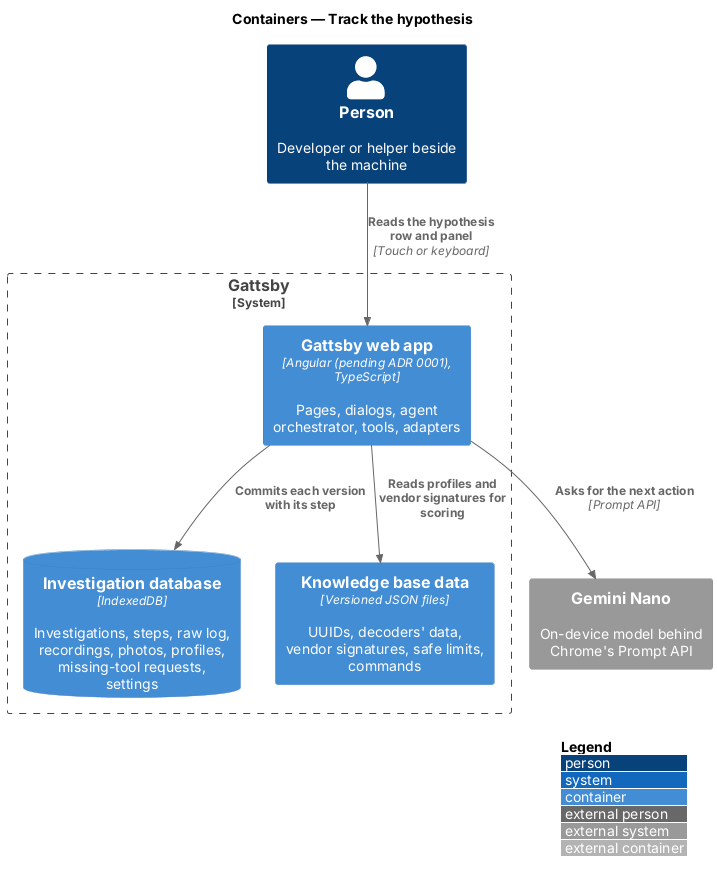 Containers — Track the hypothesis
Person
Developer or helper beside
the machine
Reads the hypothesis
row and panel
[Touch or keyboard]
Gattsby
[System]
Gattsby web app
[Angular (pending ADR 0001),
TypeScript]
Pages, dialogs, agent
orchestrator, tools, adapters
Commits each version
with its step
Reads profiles and
vendor signatures for
scoring
Asks for the next action
[Prompt API]
Investigation database
[IndexedDB]
Investigations, steps, raw log,
recordings, photos, profiles,
missing-tool requests,
settings
Knowledge base data
[Versioned JSON files]
UUIDs, decoders' data,
vendor signatures, safe limits,
commands
Gemini Nano
On-device model behind
Chrome's Prompt API
Legend
person
system
container
external person
external system
external container